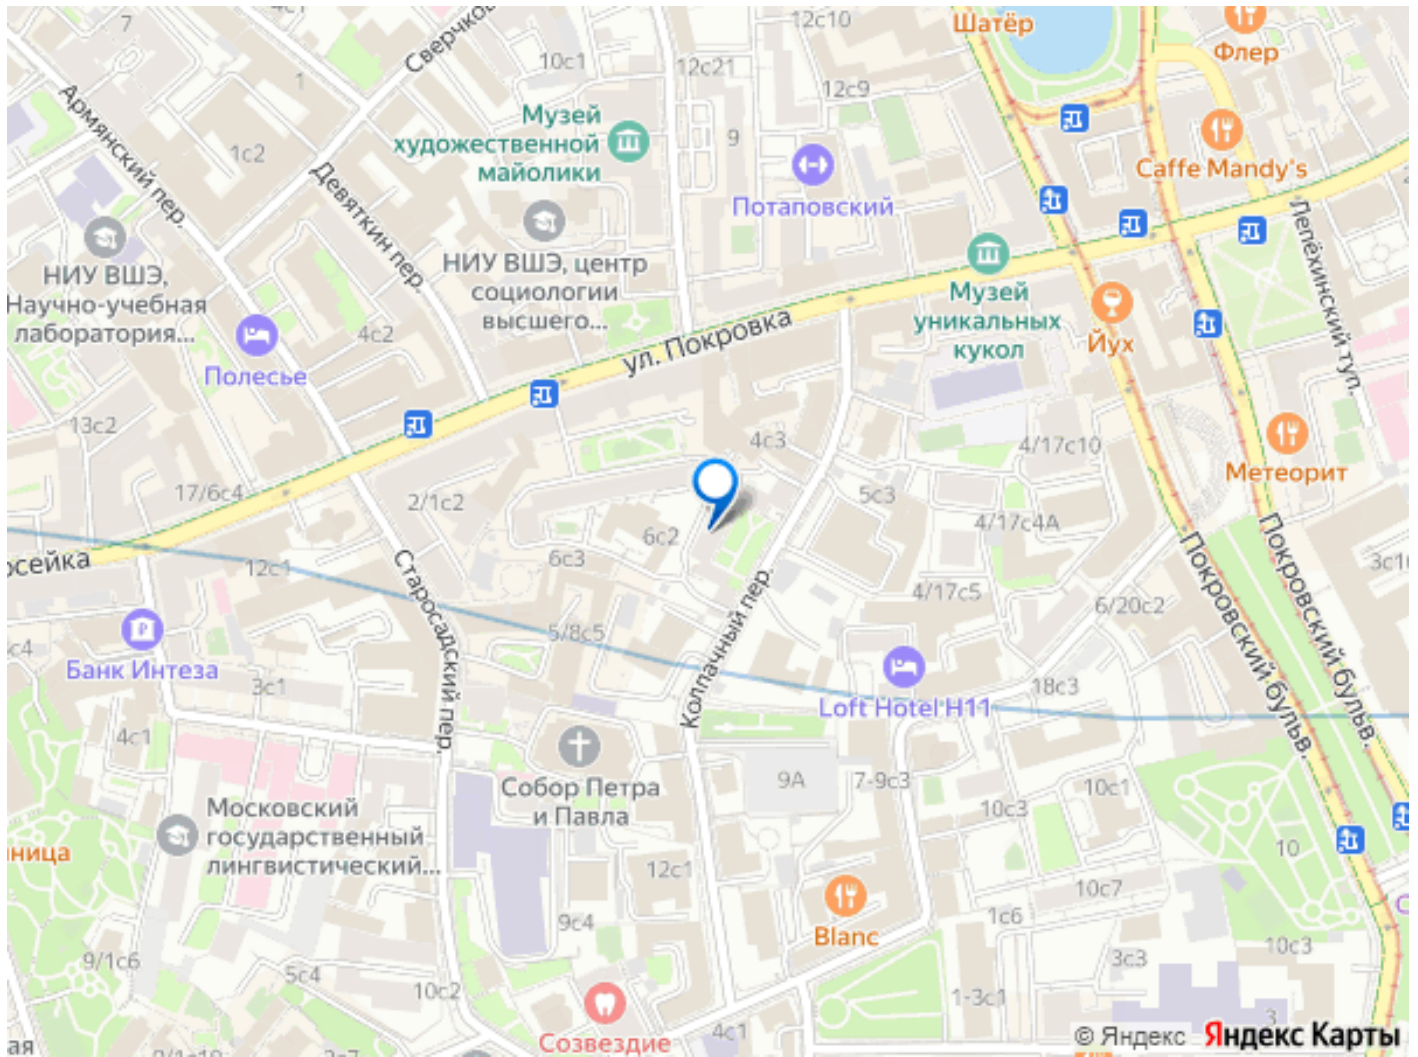 7
Сверчков
10с1
12с10
Шатёр
Флер
12с21
12с9
1
Армянский пер.
1с2
Музей
художественной
майолики
9
Caffe Mandy's
Девяткин пер.
Потаповский
НИУ ВШЭ,
Научно-учебная
лаборатория...
НИУ ВШЭ, центр
социологии
высшего...
Лепёхинский туп.
Музей
уникальных
кукол
4с2
ул. Покровка
Йух
Полесье
13с2
4с3
4/17с10
Метеорит
17/6с4
2/1с2
5с3
4/17с4А
6с2
осейка
12с1
6с3
3с1
Старосадский пер.
Колпачный пер.
4/17с5
6/20с2
Покровский бульв.
Покровский бульв.
5/8с5
с4
Банк Интеза
3с1
18с3
Loft Hotel H11
4с1
Собор Петра
и Павла
9А
7-9с3
10с1
10с3
Московский
государственный
лингвистический...
ница
10
12с1
10с7
Blanc
1с6
9с4
10с3
9/1с6
5с4
3с3
10с2
1-3с1
3
Созвездие
4с1
ая
© Яндекс
Яндекс Карты